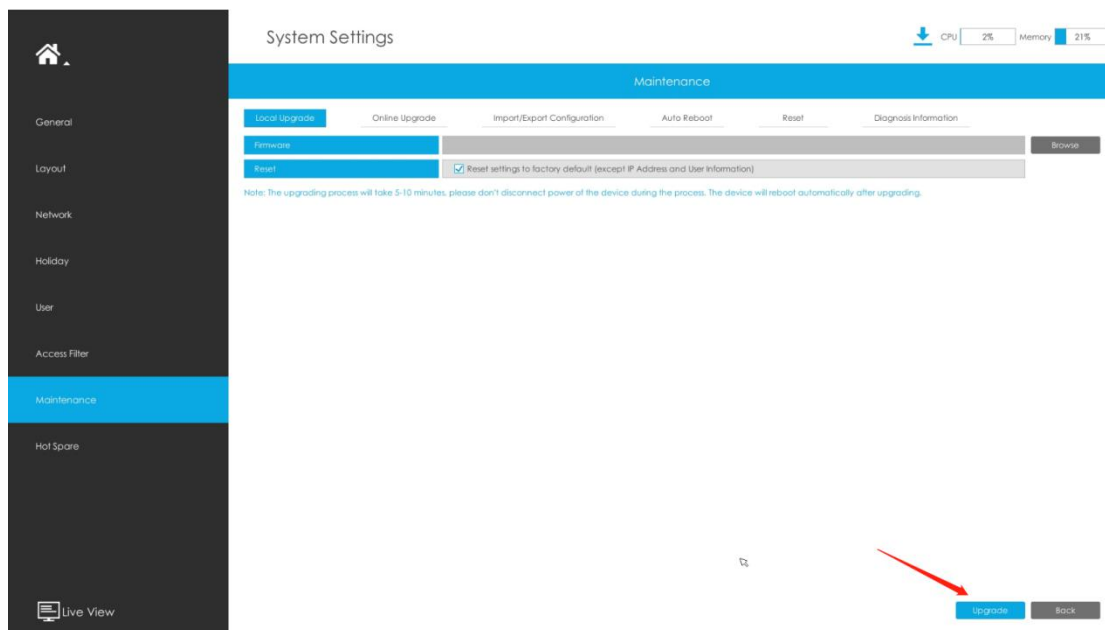 System Settings
CPU 2% Memory 21%
Maintenance
General
Layout
Network
Holiday
User
Access Filter
Maintenance
Hot Spare
Live View
Local Upgrade Online Upgrade Import/Export Configuration Auto Reboot Reset Diagnosis Information
Firmware Browse
Reset Reset settings to factory default (except IP Address and User Information)
Note: The upgrading process will take 5-10 minutes, please don't disconnect power of the device during the process. The device will reboot automatically after upgrading.
Upgrade Back